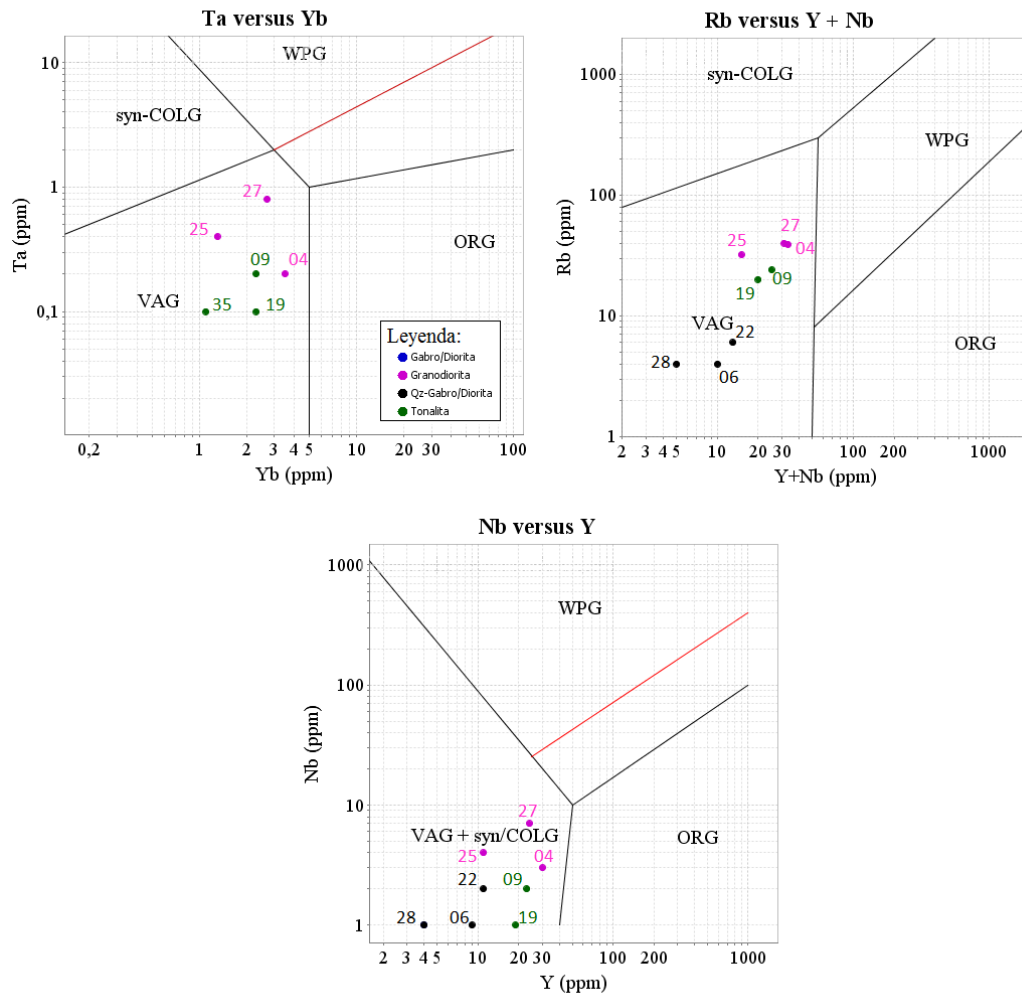 Ta versus Yb
WPG
syn-COLG
27
25
09
04
VAG
35
19
ORG
Leyenda:
Gabro/Diorita
Granodiorita
Qz-Gabro/Diorita
Tonalita
10
1
0,1
Ta (ppm)
0,2 1 2 3 4 5 10 20 30 100
Yb (ppm)
Rb versus Y + Nb
syn-COLG
WPG
27
25
04
09
19
VAG
22
28
06
ORG
1000
100
10
1
Rb (ppm)
2 3 4 5 10 20 30 100 200 1000
Y+Nb (ppm)
Nb versus Y
WPG
27
VAG + syn/COLG
25
04
22
09
28
06
19
ORG
1000
100
10
1
Nb (ppm)
2 3 4 5 10 20 30 100 200 1000
Y (ppm)